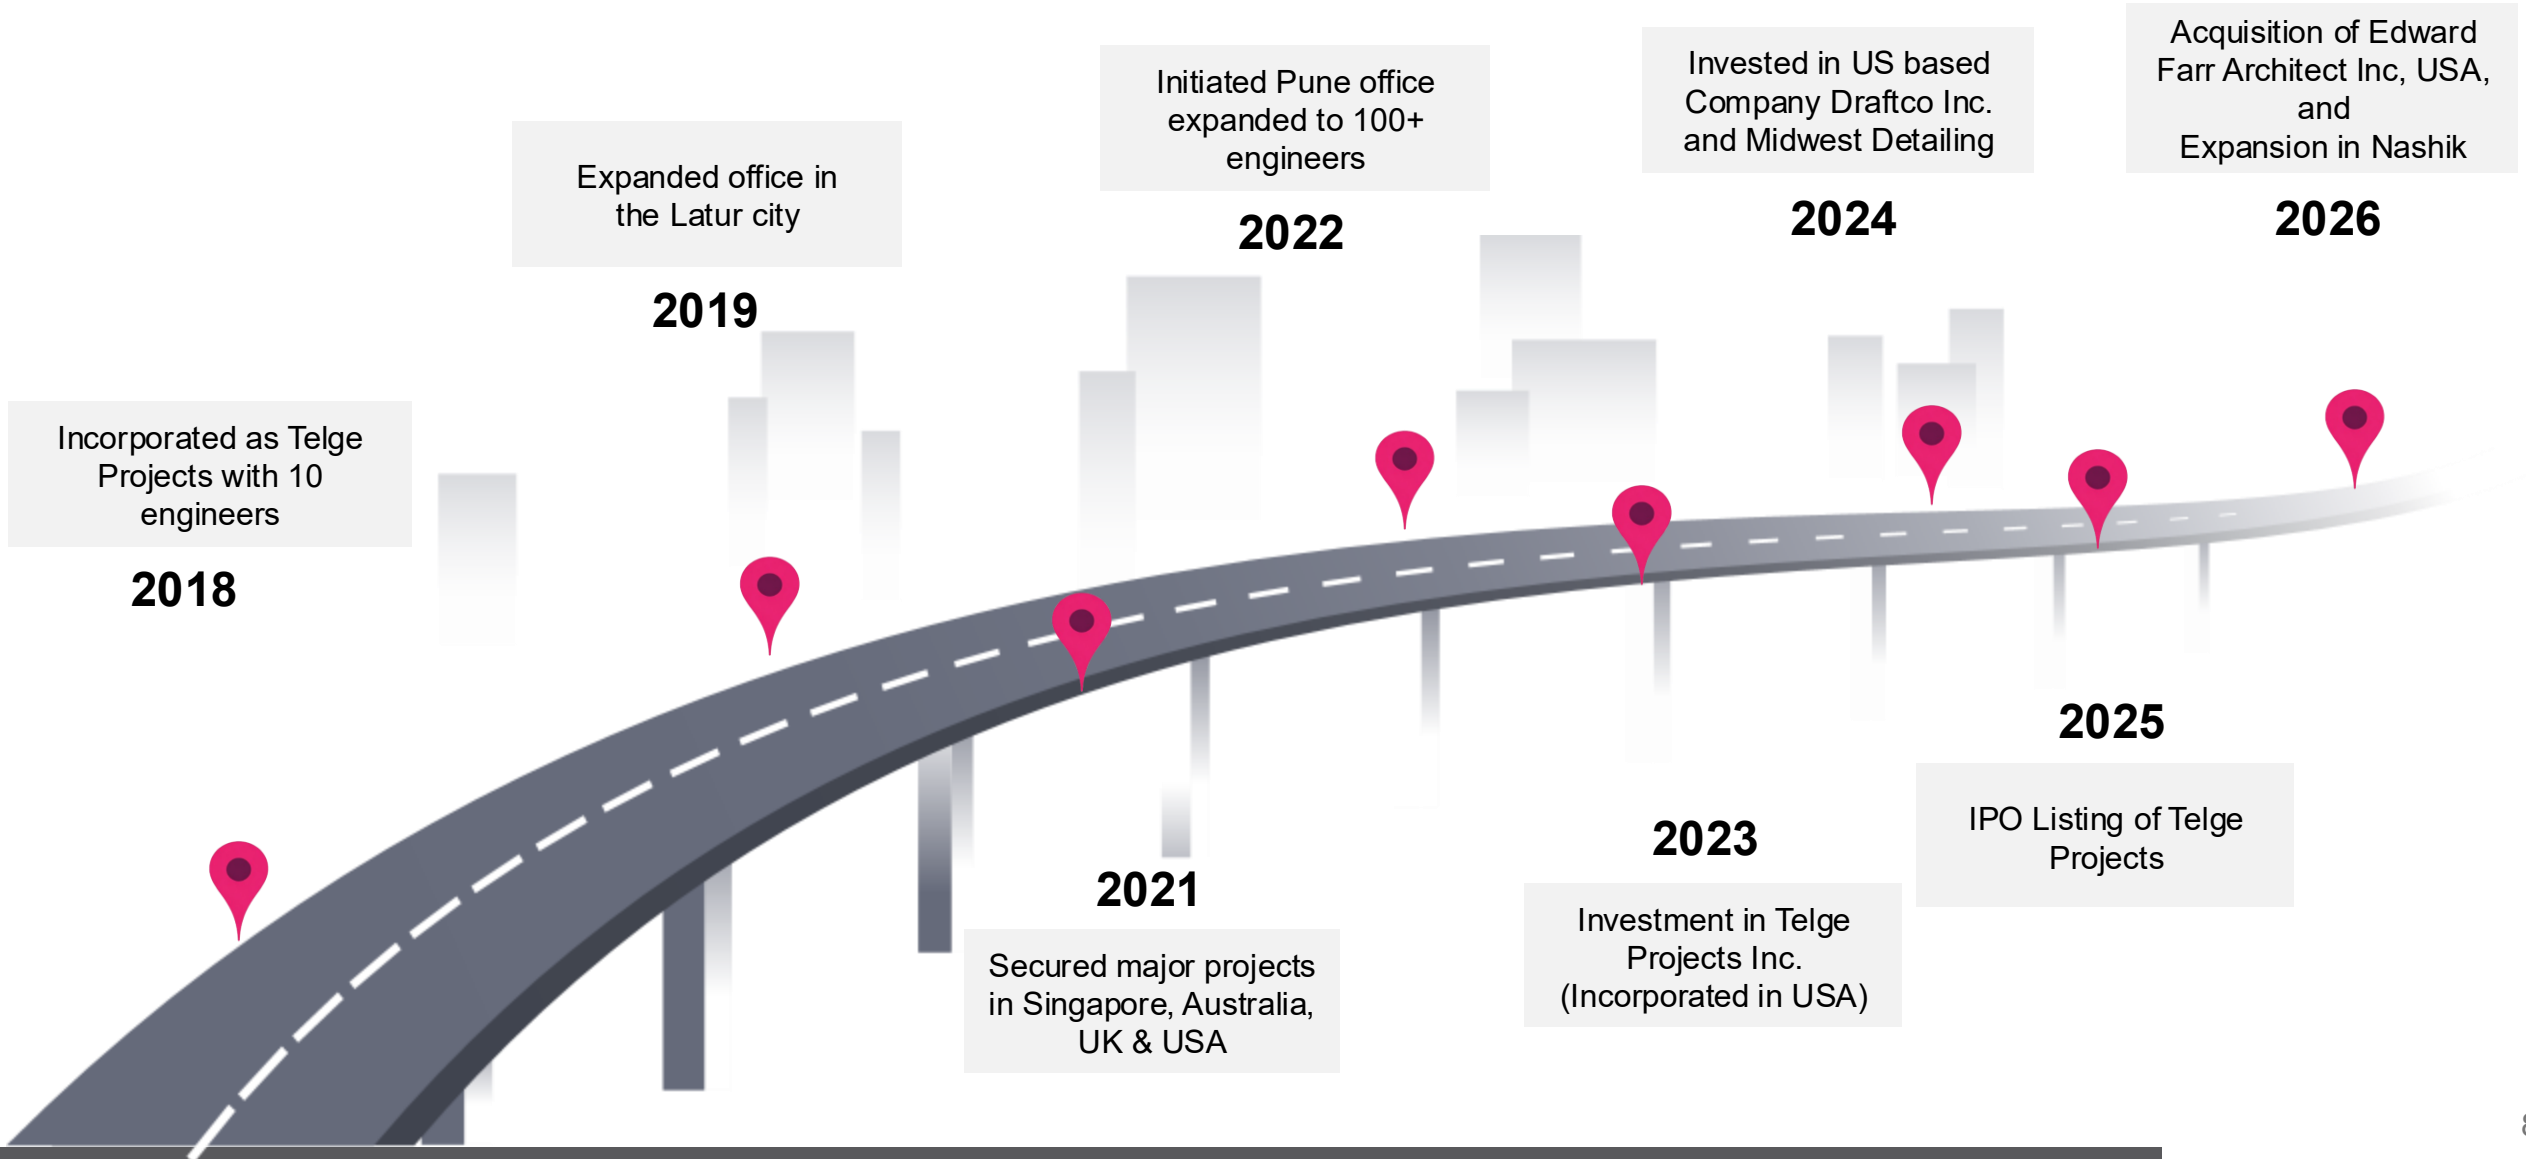 Incorporated as Telge
Projects with 10
engineers
2018
Expanded office in
the Latur city
2019
2021
Secured major projects
in Singapore, Australia,
UK & USA
Initiated Pune office
expanded to 100+
engineers
2022
2023
Investment in Telge
Projects Inc.
(Incorporated in USA)
Invested in US based
Company Draftco Inc.
and Midwest Detailing
2024
2025
IPO Listing of Telge
Projects
Acquisition of Edward
Farr Architect Inc, USA,
and
Expansion in Nashik
2026